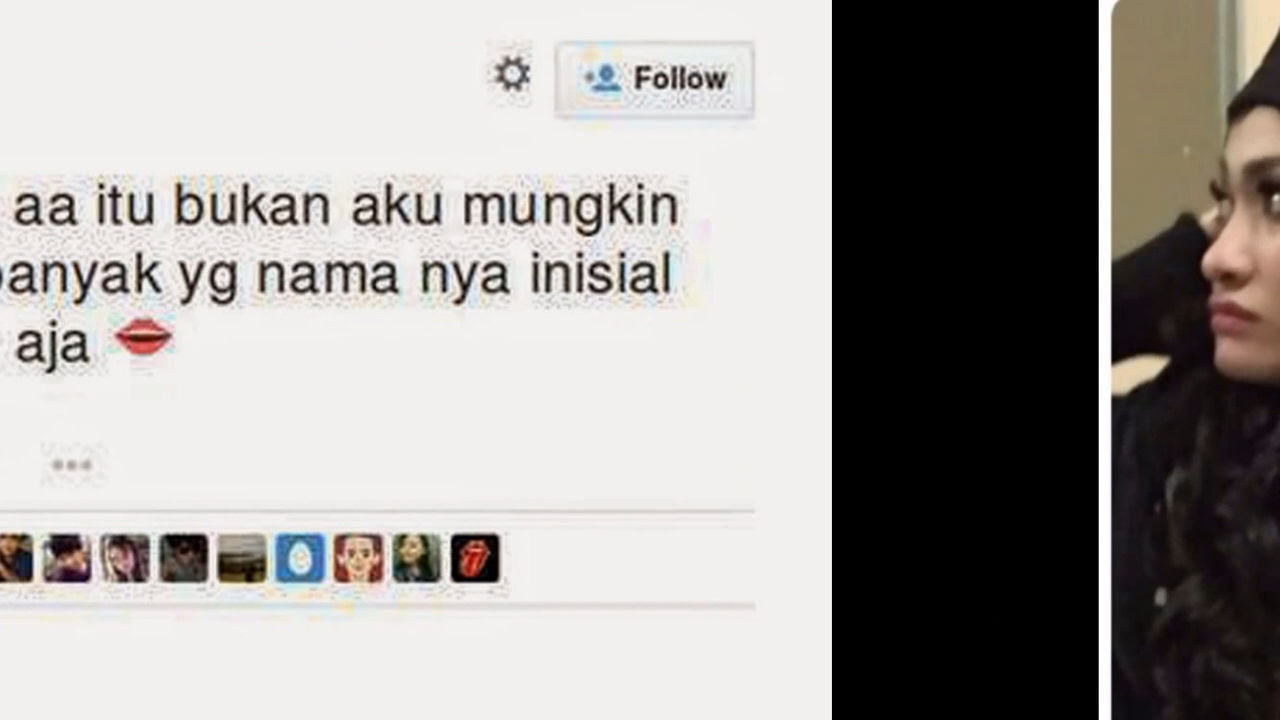 Follow
aa itu bukan aku mungkin
banyak yg nama nya inisial
aja